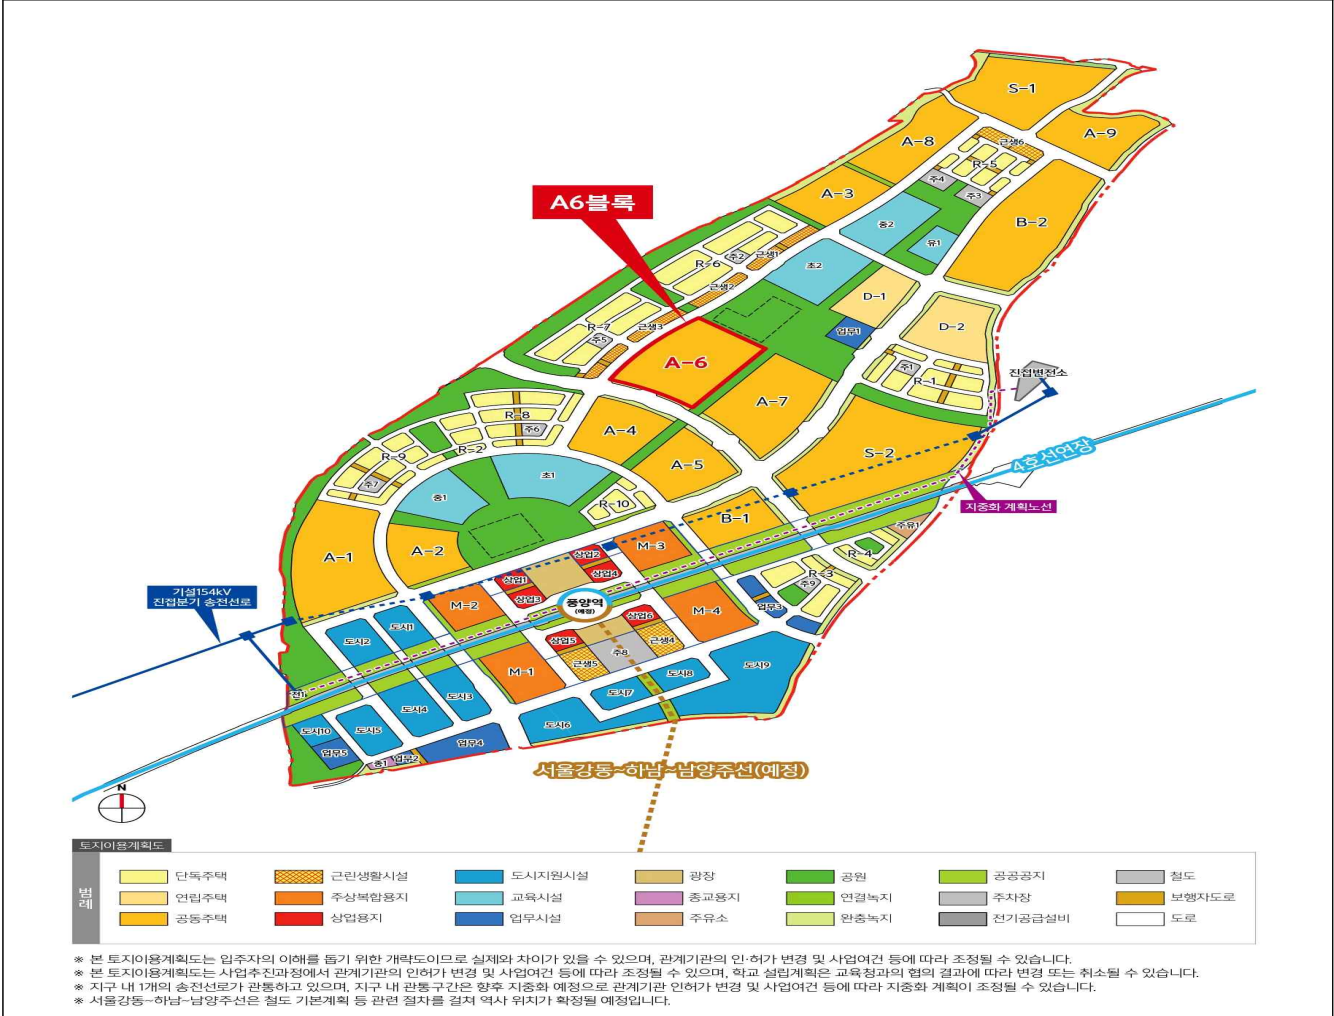 S-1
A-9
A-8
근생6
R-5
주4
주3
A-3
A6블록
B-2
중2
유1
R-6
주2
근생1
초2
근생2
D-1
R-7
근생3
업무1
D-2
주5
A-6
주1
R-1
진접변전소
A-7
R-8
주6
A-4
R-2
S-2
4호선연장
R-9
A-5
주7
초1
중1
R-10
지중화 계획노선
B-1
주유1
A-1
A-2
M-3
상업2
R-4
상업1
상업4
R-3
주9
기설154kV
진접분기 송전선로
상업3
풍양역
(예정)
M-2
M-4
업무3
도시1
도시2
상업6
상업5
근생4
주8
근생5
M-1
도시9
도시8
전1
도시3
도시7
도시4
도시10
도시5
도시6
업무5
업무4
종1
업무2
서울강동~하남~남양주선(예정)
N
토지이용계획도
범례
단독주택 근린생활시설 도시지원시설 광장 공원 공공공지 철도
연립주택 주상복합용지 교육시설 종교용지 연결녹지 주차장 보행자도로
공동주택 상업용지 업무시설 주유소 완충녹지 전기공급설비 도로
※ 본 토지이용계획도는 입주자의 이해를 돕기 위한 개략도이므로 실제와 차이가 있을 수 있으며, 관계기관의 인·허가 변경 및 사업여건 등에 따라 조정될 수 있습니다.
※ 본 토지이용계획도는 사업추진과정에서 관계기관의 인허가 변경 및 사업여건 등에 따라 조정될 수 있으며, 학교 설립계획은 교육청과의 협의 결과에 따라 변경 또는 취소될 수 있습니다.
※ 지구 내 1개의 송전선로가 관통하고 있으며, 지구 내 관통구간은 향후 지중화 예정으로 관계기관 인허가 변경 및 사업여건 등에 따라 지중화 계획이 조정될 수 있습니다.
※ 서울강동~하남~남양주선은 철도 기본계획 등 관련 절차를 걸쳐 역사 위치가 확정될 예정입니다.